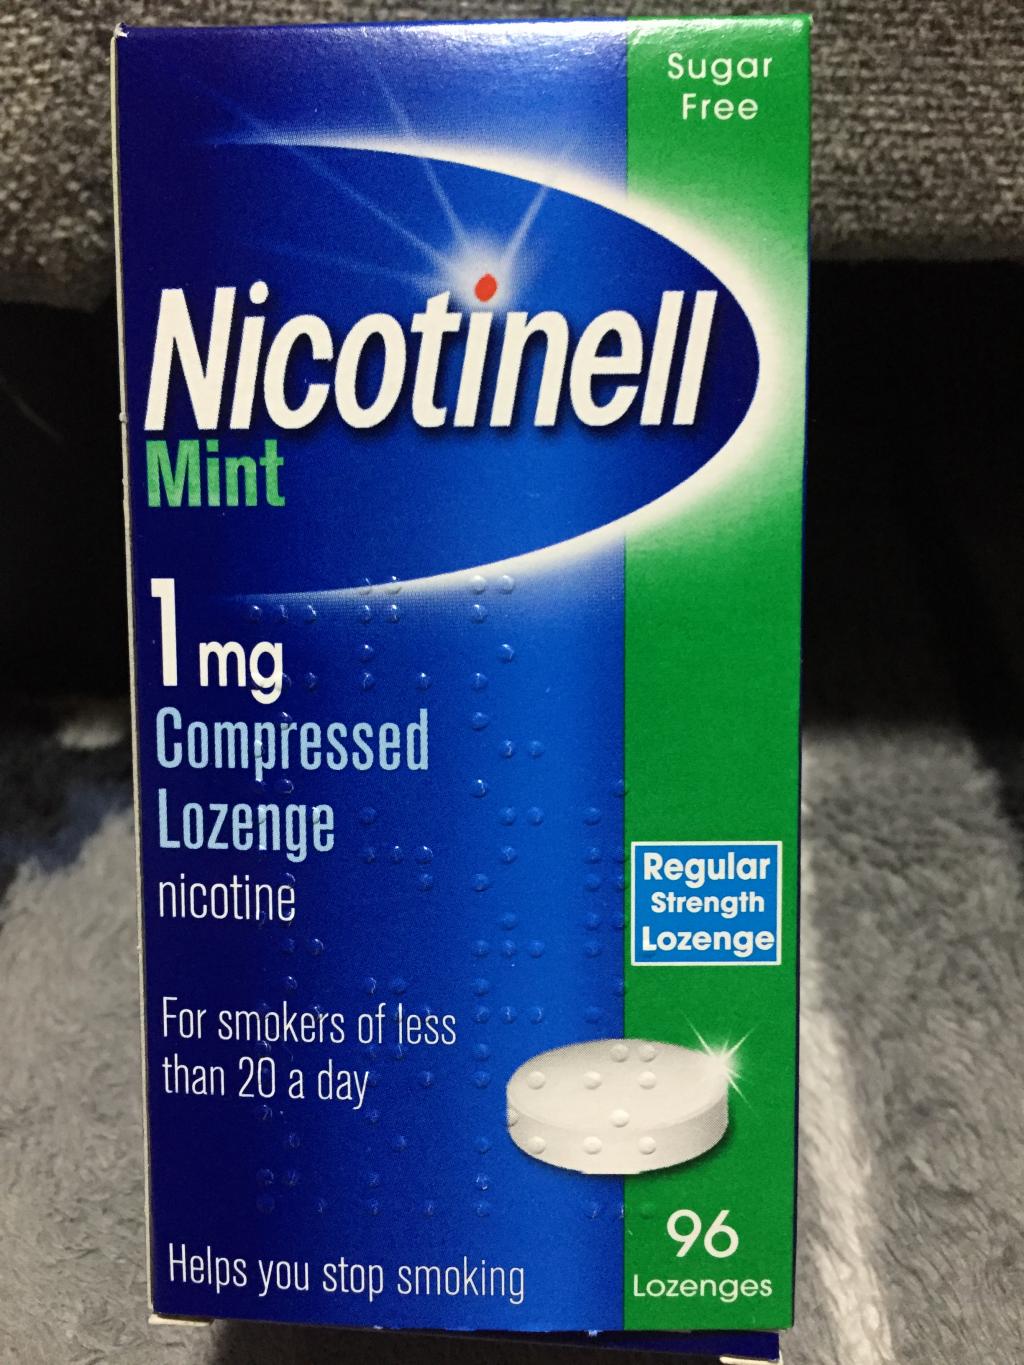 Sugar
Free
Nicotinell
Mint
1 mg
Compressed
Lozenge
nicotine
Regular
Strength
Lozenge
For smokers of less
than 20 a day
96
Lozenges
Helps you stop smoking